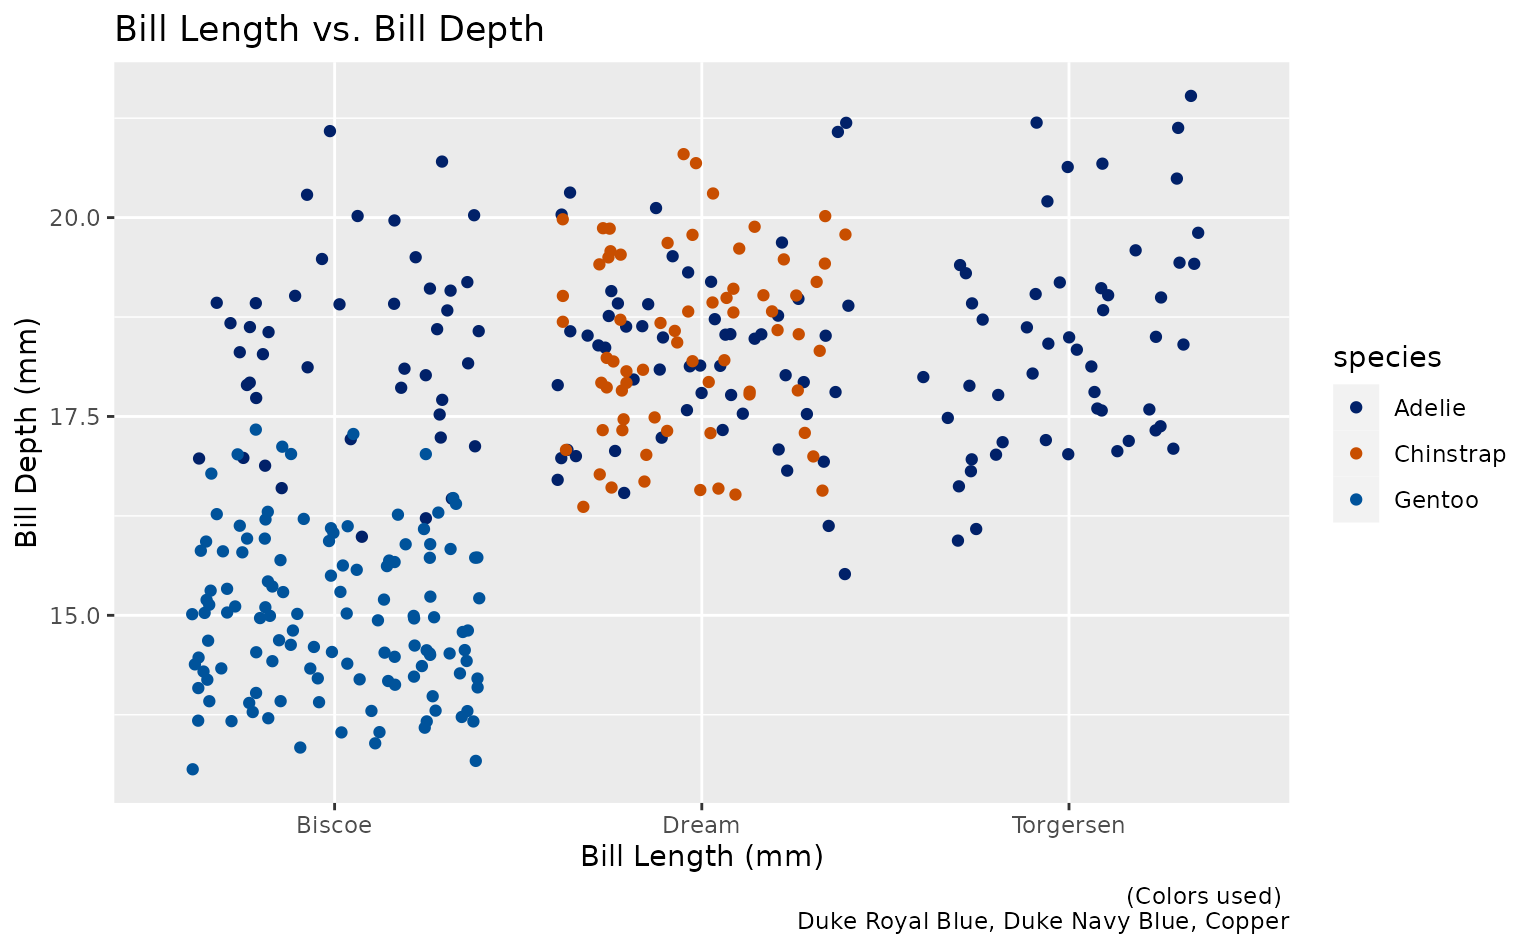 Bill Length vs. Bill Depth
Bill Depth (mm)
20.0
17.5
15.0
Biscoe
Dream
Torgersen
Bill Length (mm)
species
Adelie
Chinstrap
Gentoo
(Colors used)
Duke Royal Blue, Duke Navy Blue, Copper